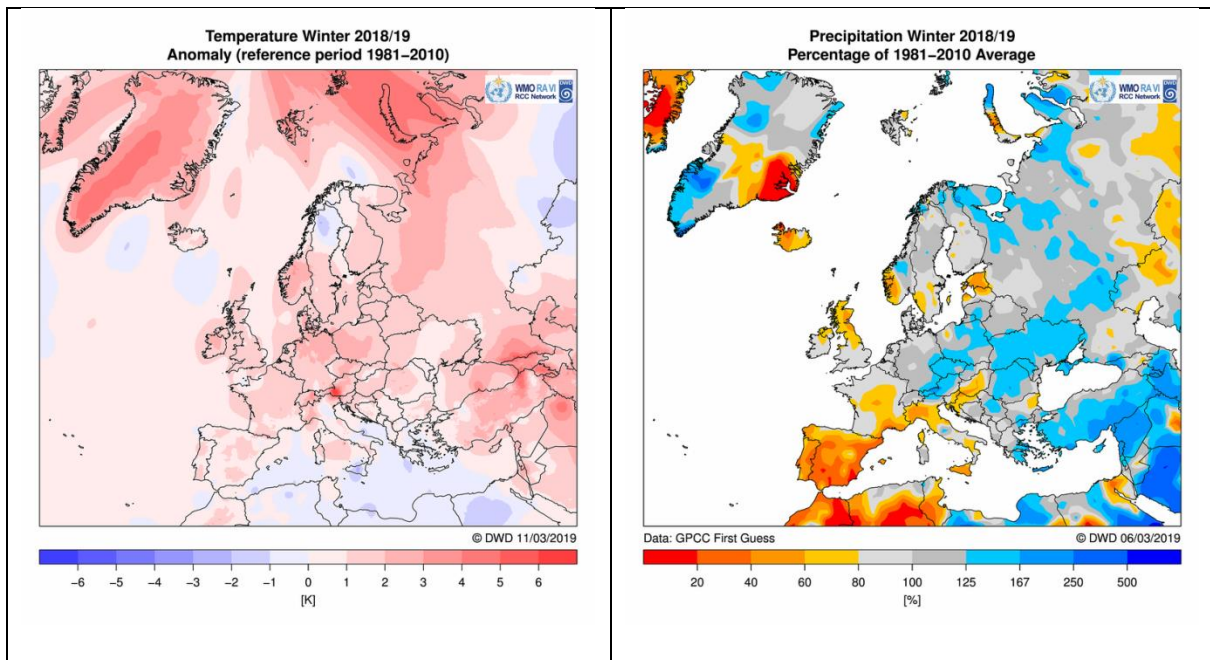 Temperature Winter 2018/19
Anomaly (reference period 1981−2010)
WMO RA VI
RCC Network
DWD
© DWD 11/03/2019
−6 −5 −4 −3 −2 −1 0 1 2 3 4 5 6
[K]
Precipitation Winter 2018/19
Percentage of 1981−2010 Average
WMO RA VI
RCC Network
DWD
Data: GPCC First Guess © DWD 06/03/2019
20 40 60 80 100 125 167 250 500
[%]